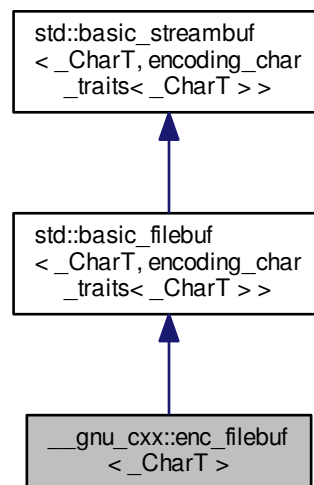 std::basic_streambuf
< _CharT, encoding_char
_traits< _CharT > >
std::basic_filebuf
< _CharT, encoding_char
_traits< _CharT > >
__gnu_cxx::enc_filebuf
< _CharT >